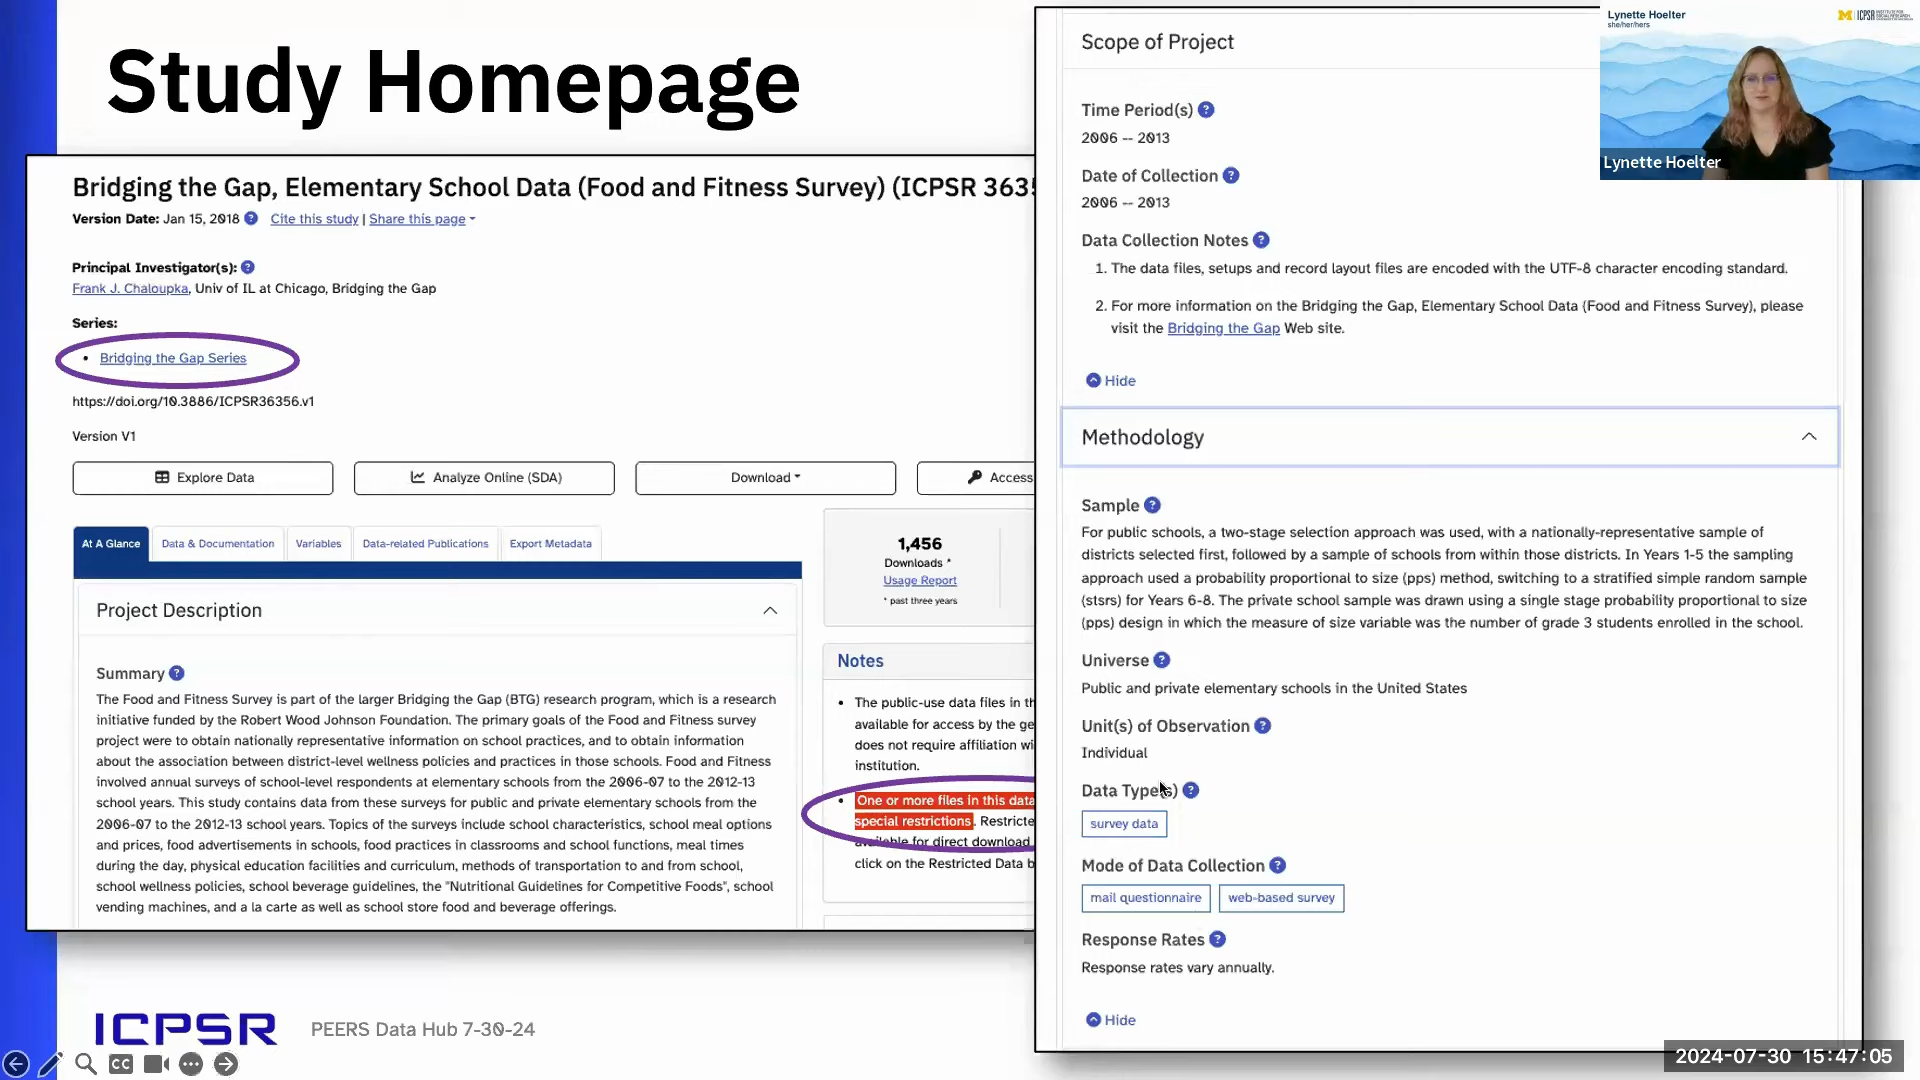 Study Homepage
Bridging the Gap, Elementary School Data (Food and Fitness Survey) (ICPSR 3635
Version Date: Jan 15, 2018 ? Cite this study | Share this page
Principal Investigator(s): ?
Frank J. Chaloupka, Univ of IL at Chicago, Bridging the Gap
Series:
• Bridging the Gap Series
https://doi.org/10.3886/ICPSR36356.v1
Version V1
Explore Data
Analyze Online (SDA)
Download
Access
At A Glance
Data & Documentation
Variables
Data-related Publications
Export Metadata
Project Description
Summary ?
The Food and Fitness Survey is part of the larger Bridging the Gap (BTG) research program, which is a research
initiative funded by the Robert Wood Johnson Foundation. The primary goals of the Food and Fitness survey
project were to obtain nationally representative information on school practices, and to obtain information
about the association between district-level wellness policies and practices in those schools. Food and Fitness
involved annual surveys of school-level respondents at elementary schools from the 2006-07 to the 2012-13
school years. This study contains data from these surveys for public and private elementary schools from the
2006-07 to the 2012-13 school years. Topics of the surveys include school characteristics, school meal options
and prices, food advertisements in schools, food practices in classrooms and school functions, meal times
during the day, physical education facilities and curriculum, methods of transportation to and from school,
school wellness policies, school beverage guidelines, the "Nutritional Guidelines for Competitive Foods", school
vending machines, and a la carte as well as school store food and beverage offerings.
1,456
Downloads *
Usage Report
* past three years
Notes
• The public-use data files in th
available for access by the ge
does not require affiliation wi
institution.
• One or more files in this data
special restrictions. Restricte
available for direct download
click on the Restricted Data b
Scope of Project
Time Period(s) ?
2006 -- 2013
Date of Collection ?
2006 -- 2013
Data Collection Notes ?
1. The data files, setups and record layout files are encoded with the UTF-8 character encoding standard.
2. For more information on the Bridging the Gap, Elementary School Data (Food and Fitness Survey), please
visit the Bridging the Gap Web site.
Hide
Methodology
Sample ?
For public schools, a two-stage selection approach was used, with a nationally-representative sample of
districts selected first, followed by a sample of schools from within those districts. In Years 1-5 the sampling
approach used a probability proportional to size (pps) method, switching to a stratified simple random sample
(stsrs) for Years 6-8. The private school sample was drawn using a single stage probability proportional to size
(pps) design in which the measure of size variable was the number of grade 3 students enrolled in the school.
Universe ?
Public and private elementary schools in the United States
Unit(s) of Observation ?
Individual
Data Type(s) ?
survey data
Mode of Data Collection ?
mail questionnaire
web-based survey
Response Rates ?
Response rates vary annually.
Hide
Lynette Hoelter
she/her/hers
M ICPSR
Lynette Hoelter
ICPSR
PEERS Data Hub 7-30-24
CC
2024-07-30 15:47:05